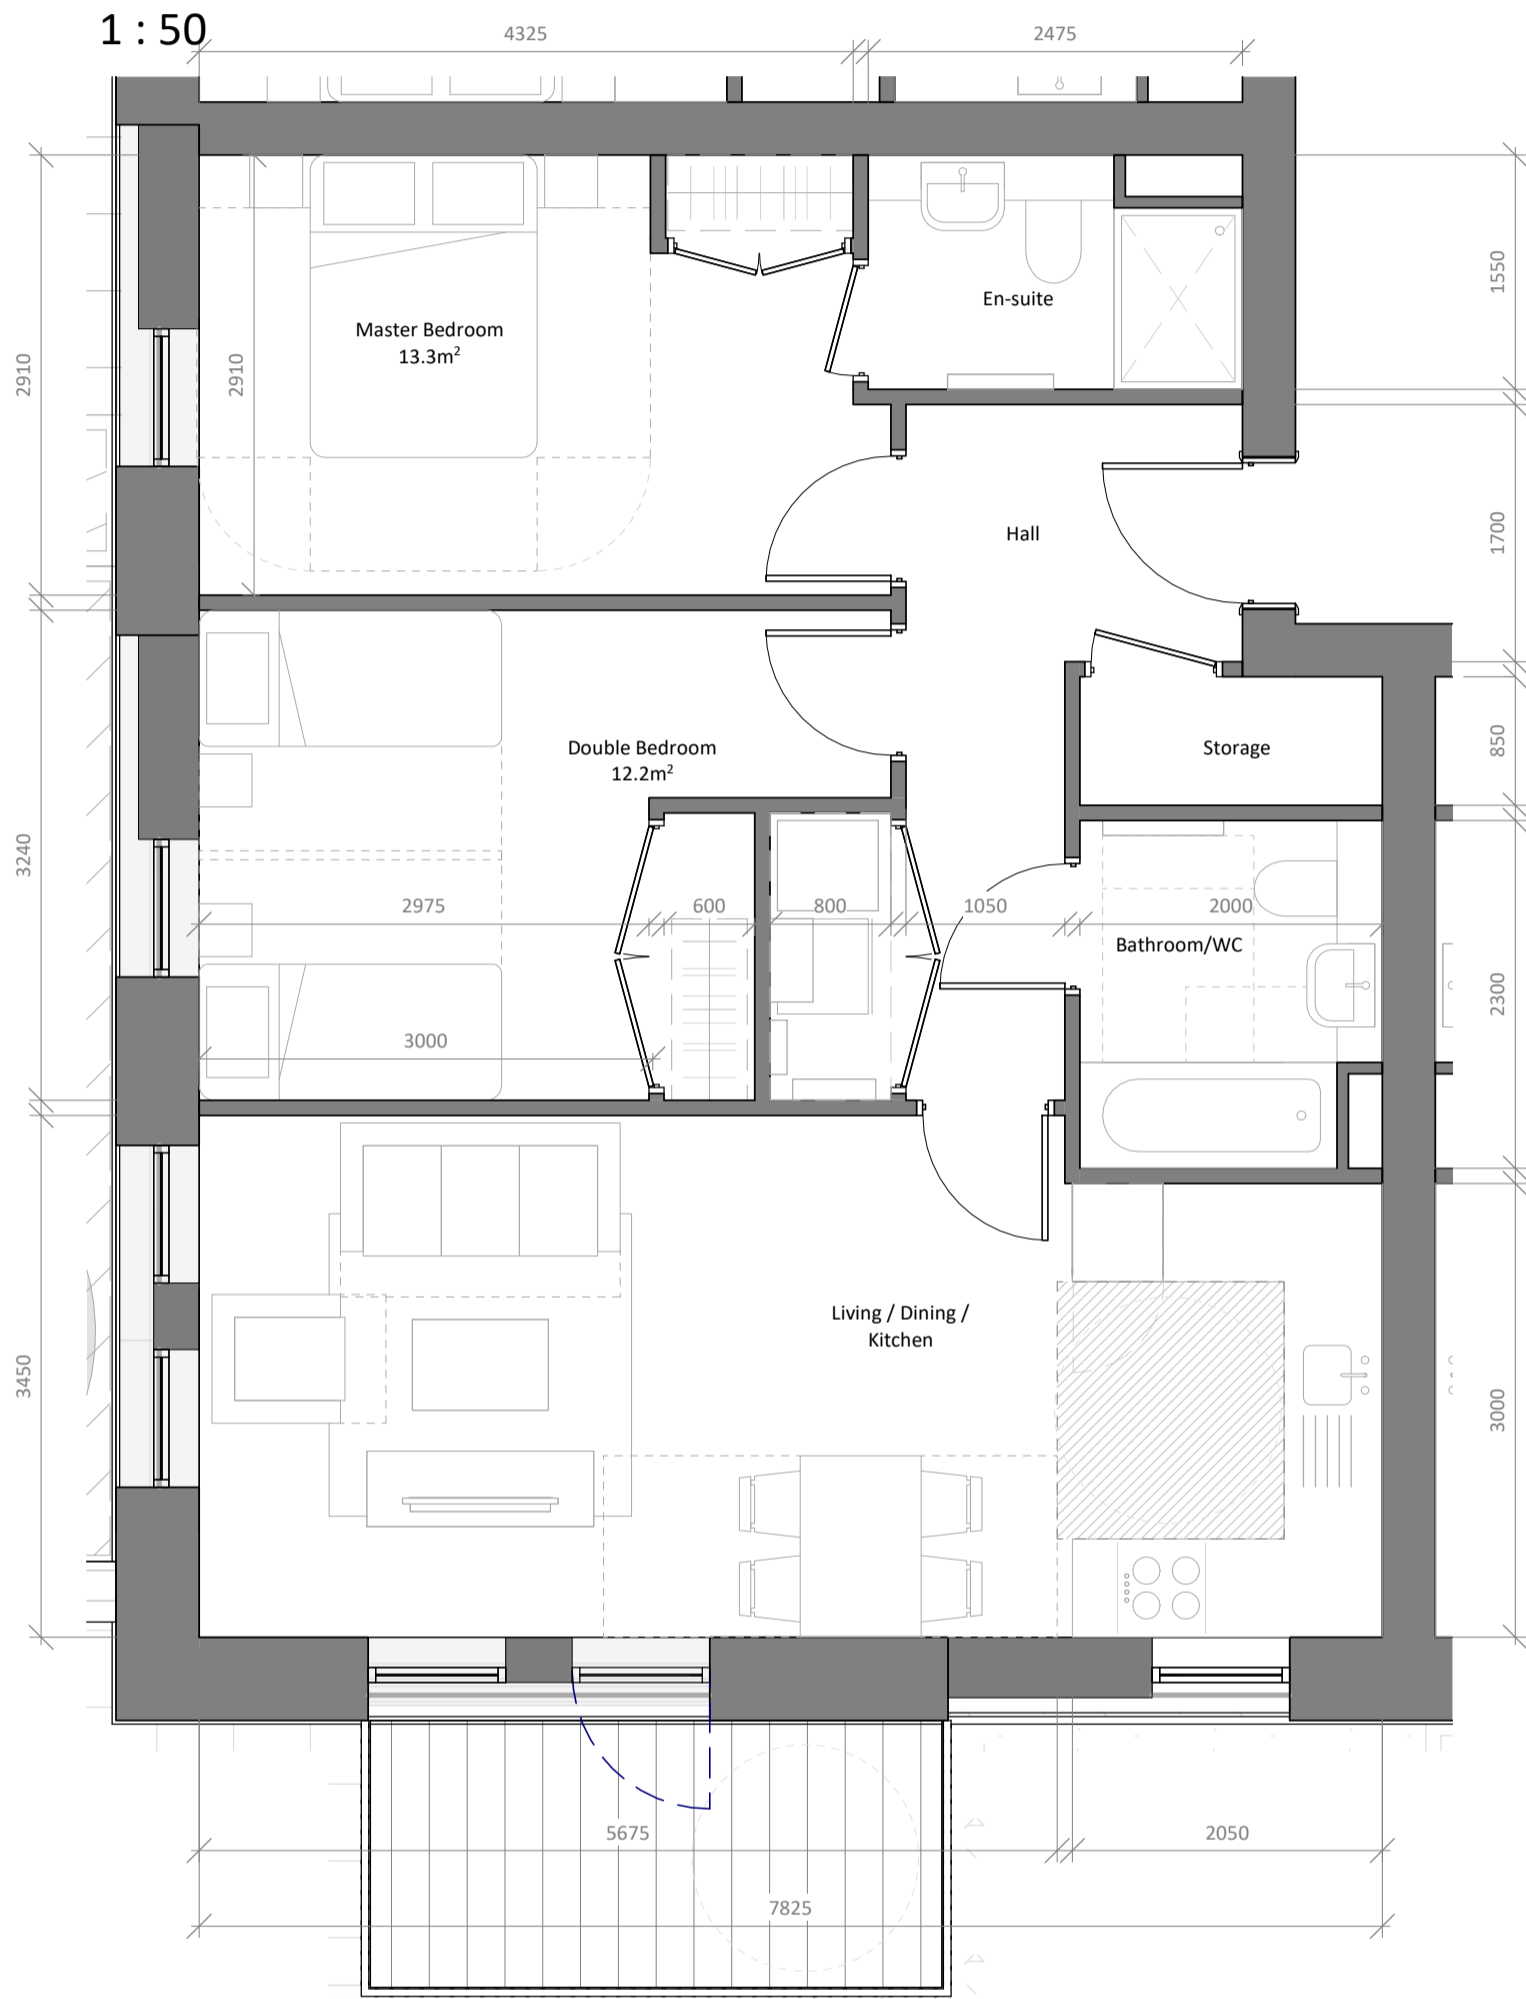 1 : 50
4325
2475
1550
2910
2910
Master Bedroom
13.3m²
En-suite
Hall
1700
Double Bedroom
12.2m²
Storage
850
3240
2975
600
800
1050
2000
Bathroom/WC
2300
3000
Living / Dining /
Kitchen
3450
3000
5675
2050
7825